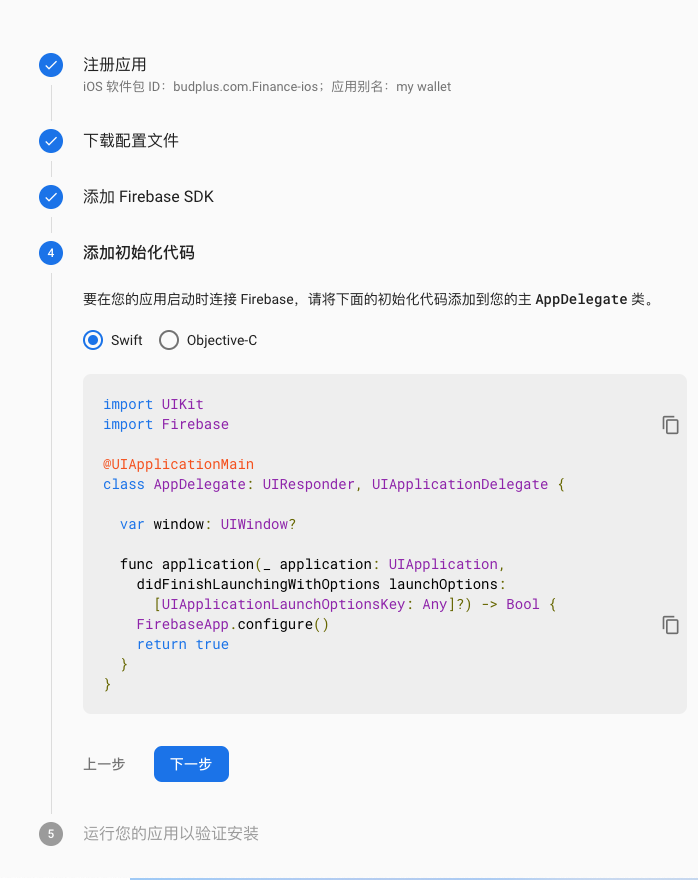 注册应用
iOS 软件包 ID：budplus.com.Finance-ios；应用别名：my wallet
下载配置文件
添加 Firebase SDK
4 添加初始化代码
要在您的应用启动时连接 Firebase，请将下面的初始化代码添加到您的主 AppDelegate 类。
Swift Objective-C
import UIKit
import Firebase
@UIApplicationMain
class AppDelegate: UIResponder, UIApplicationDelegate {
var window: UIWindow?
func application(_ application: UIApplication,
didFinishLaunchingWithOptions launchOptions:
[UIApplicationLaunchOptionsKey: Any]?) -> Bool {
FirebaseApp.configure()
return true
}
}
上一步 下一步
5 运行您的应用以验证安装